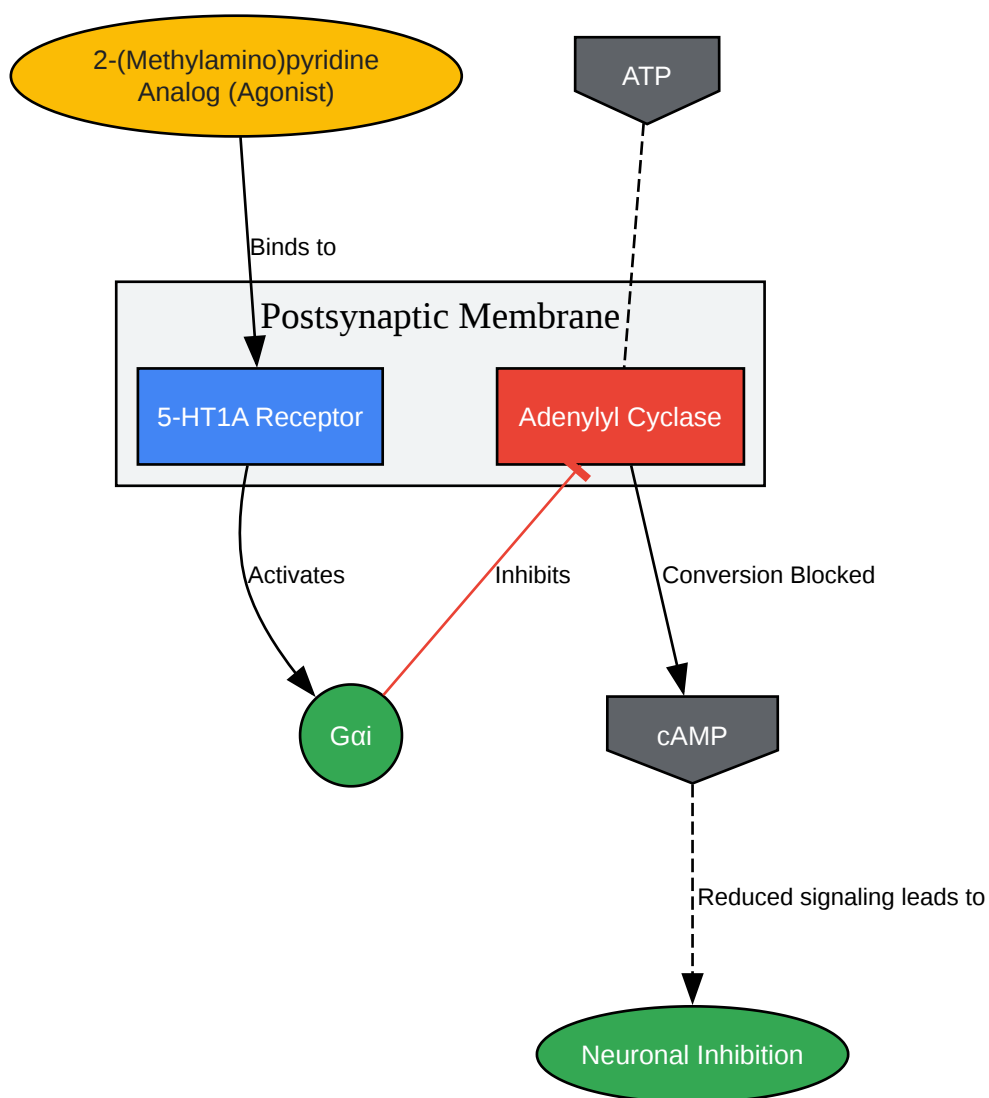 2-(Methylamino)pyridine
Analog (Agonist)
ATP
Binds to
Postsynaptic Membrane
5-HT1A Receptor
Adenylyl Cyclase
Activates
Inhibits
Conversion Blocked
Gαi
cAMP
Reduced signaling leads to
Neuronal Inhibition